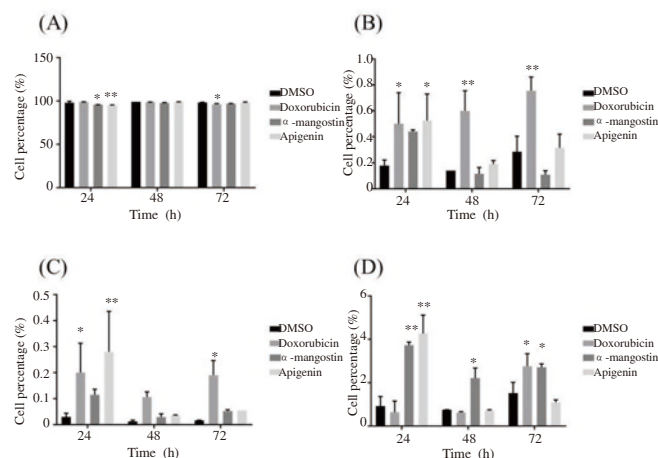 (A)
Cell percentage (%)
150
100
50
0
* ** *
24 48 72
Time (h)
DMSO
Doxorubicin
α -mangostin
Apigenin
(B)
Cell percentage (%)
1.0
0.8
0.6
0.4
0.2
0
* * ** **
24 48 72
Time (h)
DMSO
Doxorubicin
α -mangostin
Apigenin
(C)
Cell percentage (%)
0.5
0.4
0.3
0.2
0.1
0
* ** *
24 48 72
Time (h)
DMSO
Doxorubicin
α -mangostin
Apigenin
(D)
Cell percentage (%)
6
4
2
0
** ** * * *
24 48 72
Time (h)
DMSO
Doxorubicin
α -mangostin
Apigenin